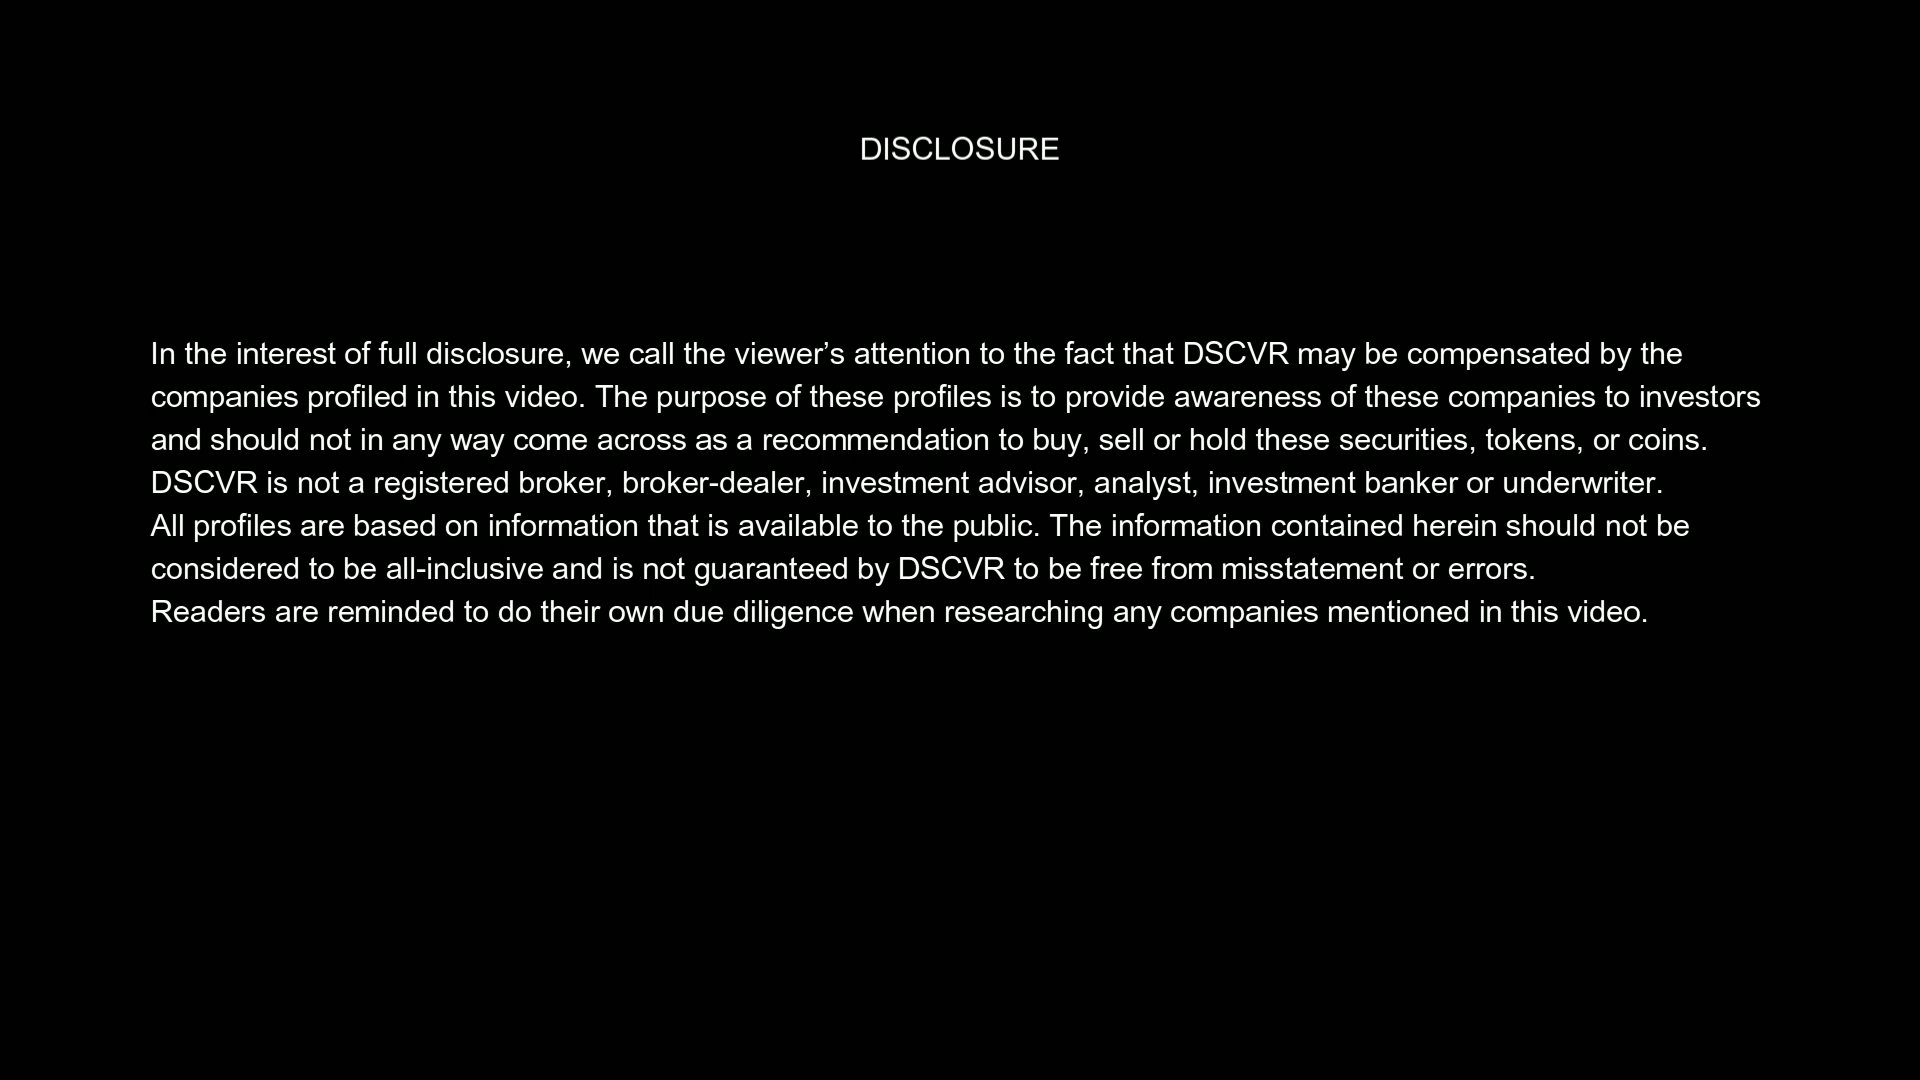 DISCLOSURE
In the interest of full disclosure, we call the viewer’s attention to the fact that DSCVR may be compensated by the
companies profiled in this video. The purpose of these profiles is to provide awareness of these companies to investors
and should not in any way come across as a recommendation to buy, sell or hold these securities, tokens, or coins.
DSCVR is not a registered broker, broker-dealer, investment advisor, analyst, investment banker or underwriter.
All profiles are based on information that is available to the public. The information contained herein should not be
considered to be all-inclusive and is not guaranteed by DSCVR to be free from misstatement or errors.
Readers are reminded to do their own due diligence when researching any companies mentioned in this video.